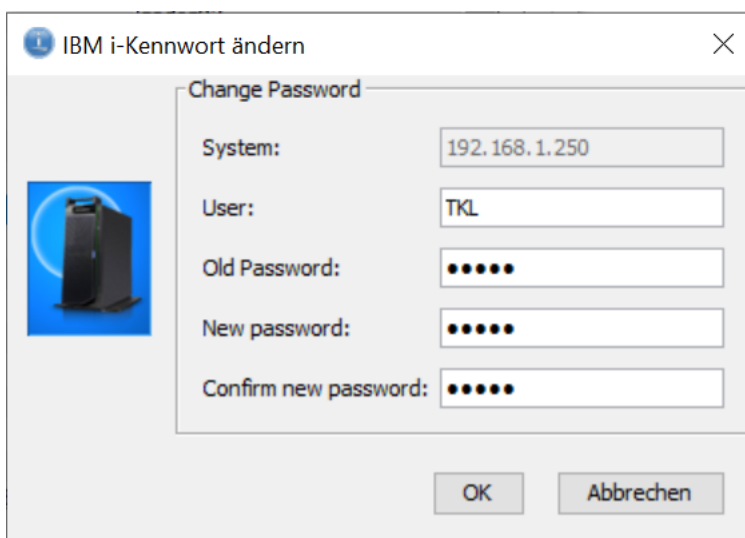 IBM i-Kennwort ändern
Change Password
System: 192.168.1.250
User: TKL
Old Password: •••••
New password: •••••
Confirm new password: •••••
OK Abbrechen